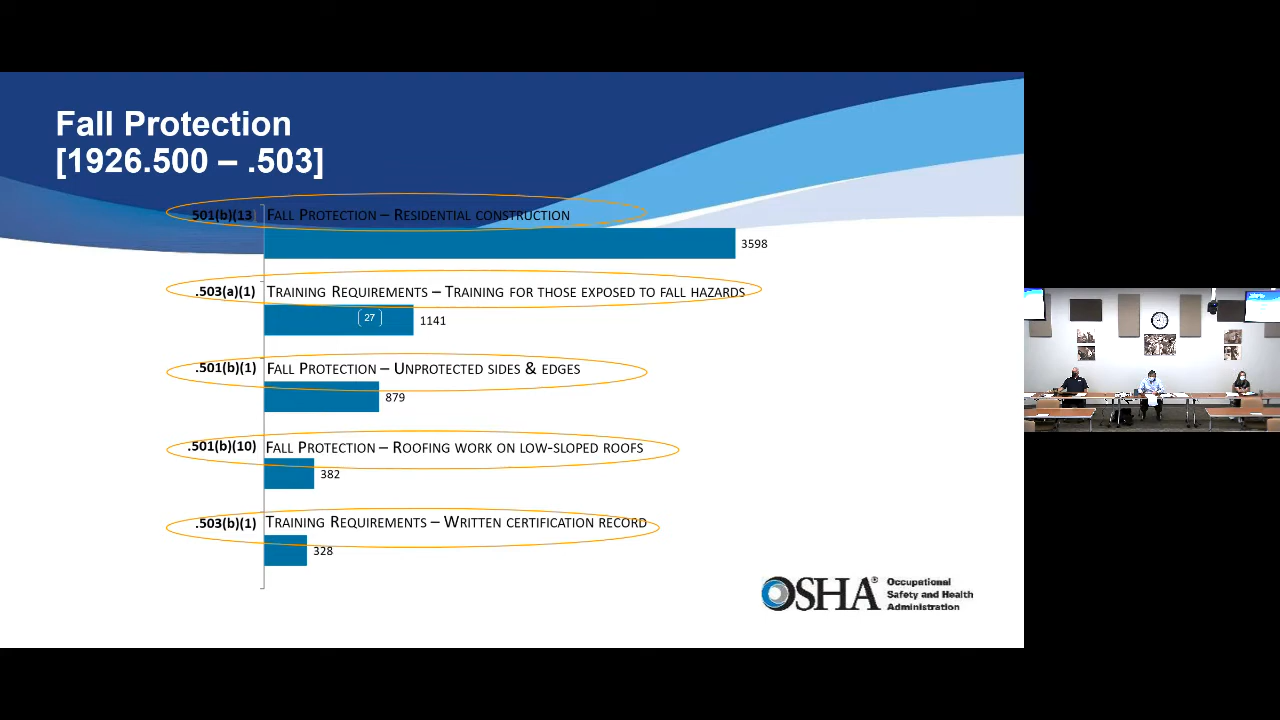 Fall Protection
[1926.500 – .503]
501(b)(13 FALL PROTECTION – RESIDENTIAL CONSTRUCTION
3598
.503(a)(1) TRAINING REQUIREMENTS – TRAINING FOR THOSE EXPOSED TO FALL HAZARDS
27
1141
.501(b)(1) FALL PROTECTION – UNPROTECTED SIDES & EDGES
879
.501(b)(10) FALL PROTECTION – ROOFING WORK ON LOW-SLOPED ROOFS
382
.503(b)(1) TRAINING REQUIREMENTS – WRITTEN CERTIFICATION RECORD
328
OSHA® Occupational
Safety and Health
Administration